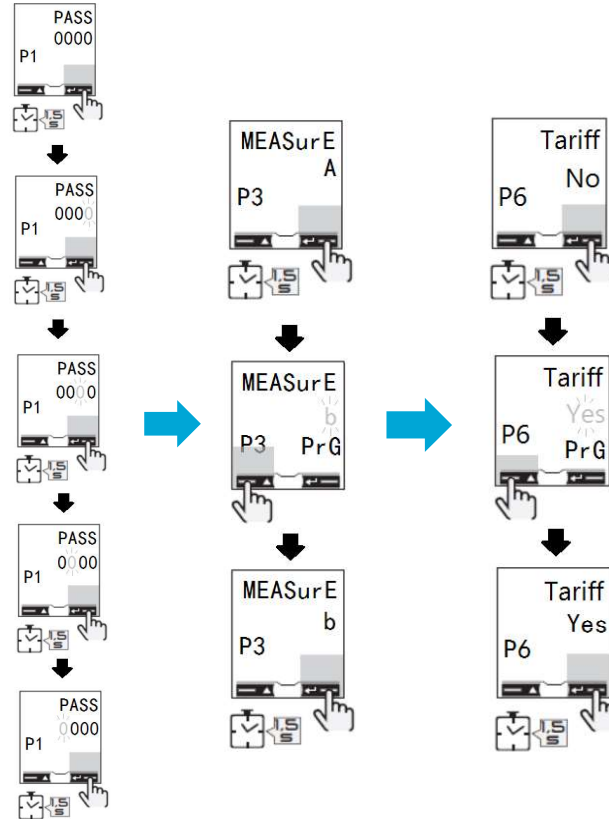 PASS
0000
P1
1,5
s
PASS
0000
P1
1,5
s
PASS
0000
P1
1,5
s
PASS
0000
P1
1,5
s
PASS
0000
P1
1,5
s
MEASurE
A
P3
1,5
s
MEASurE
b
P3 PrG
MEASurE
b
P3
1,5
s
Tariff
No
P6
1,5
s
Tariff
Yes
P6
PrG
Tariff
Yes
P6
1,5
s